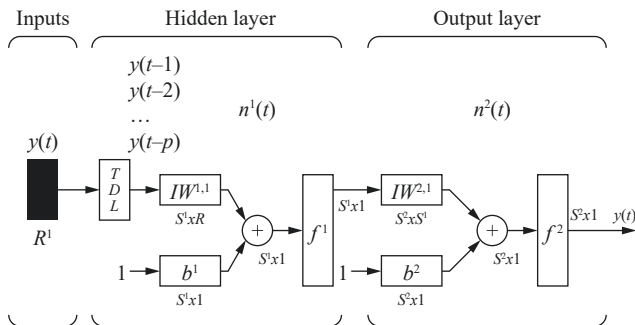 Inputs Hidden layer Output layer
y(t–1)
y(t–2)
...
y(t–p)
n¹(t)
n²(t)
y(t)
R¹
T
D
L
IW¹,¹
S¹xR
1
b¹
S¹x1
+
S¹x1
f¹
S¹x1
IW²,¹
S²xS¹
1
b²
S²x1
+
S²x1
f²
S²x1
y(t)